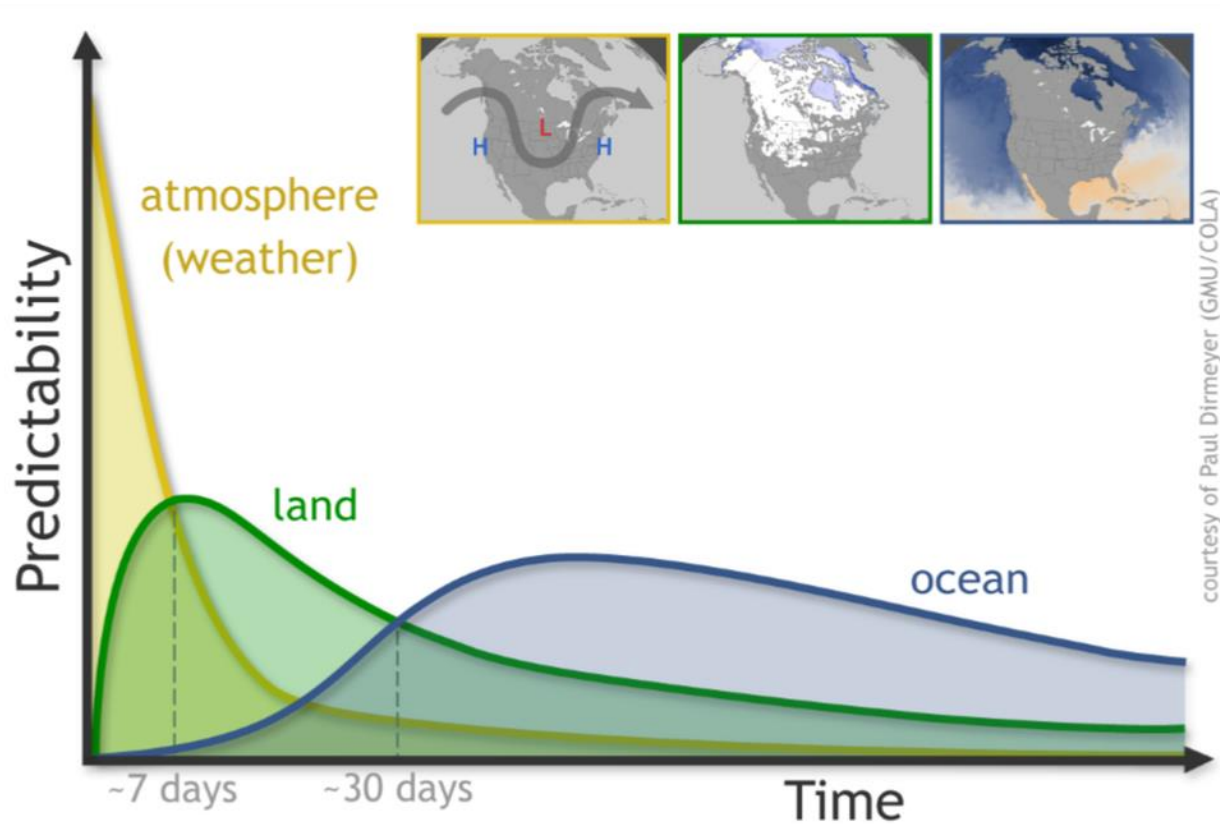 H
L
H
atmosphere
(weather)
land
ocean
Predictability
~7 days
~30 days
Time
courtesy of Paul Dirmeyer (GMU/COLA)